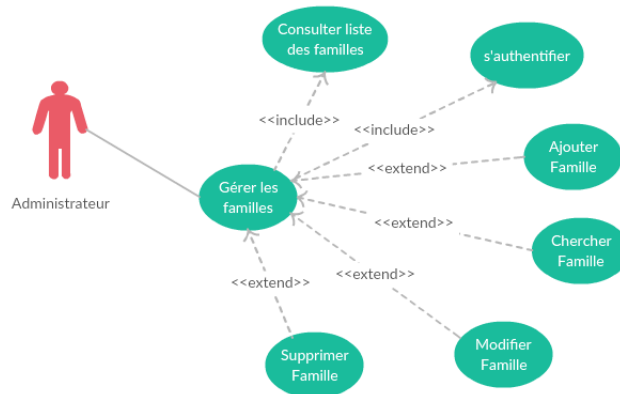 Consulter liste
des familles
s'authentifier
<<include>>
<<include>>
Ajouter
Famille
<<extend>>
Administrateur
Gérer les
familles
<<extend>>
Chercher
Famille
<<extend>>
<<extend>>
Supprimer
Famille
Modifier
Famille